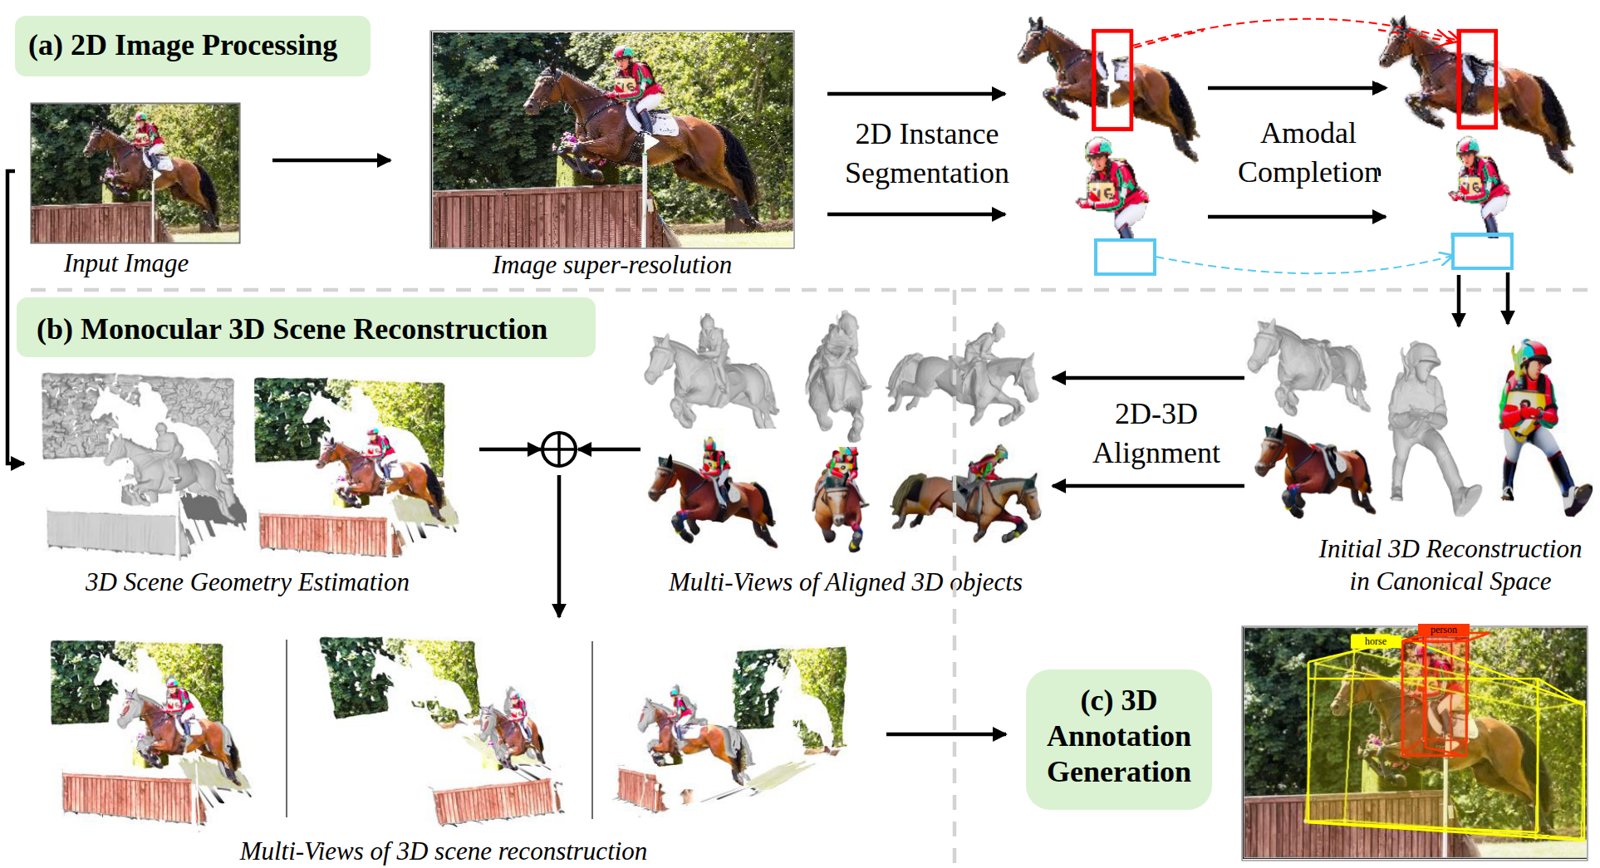 (a) 2D Image Processing
Input Image
Image super-resolution
2D Instance
Segmentation
Amodal
Completion
(b) Monocular 3D Scene Reconstruction
3D Scene Geometry Estimation
Multi-Views of Aligned 3D objects
2D-3D
Alignment
Initial 3D Reconstruction
in Canonical Space
Multi-Views of 3D scene reconstruction
(c) 3D
Annotation
Generation
horse
person